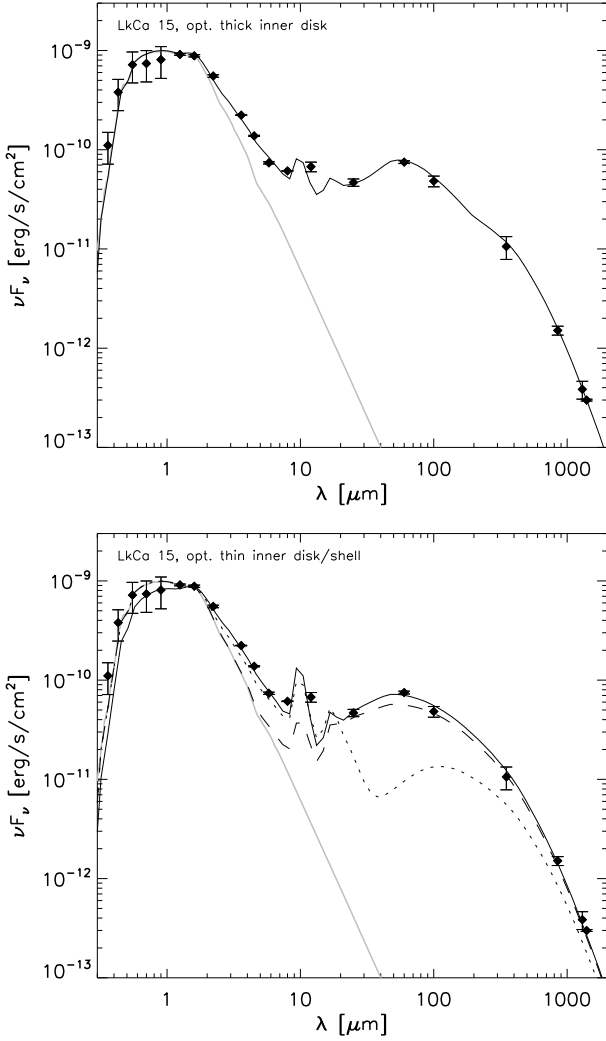 LkCa 15, opt. thick inner disk
10⁻⁹
10⁻¹⁰
10⁻¹¹
10⁻¹²
10⁻¹³
νFν [erg/s/cm²]
1 10 100 1000
λ [μm]
LkCa 15, opt. thin inner disk/shell
10⁻⁹
10⁻¹⁰
10⁻¹¹
10⁻¹²
10⁻¹³
νFν [erg/s/cm²]
1 10 100 1000
λ [μm]